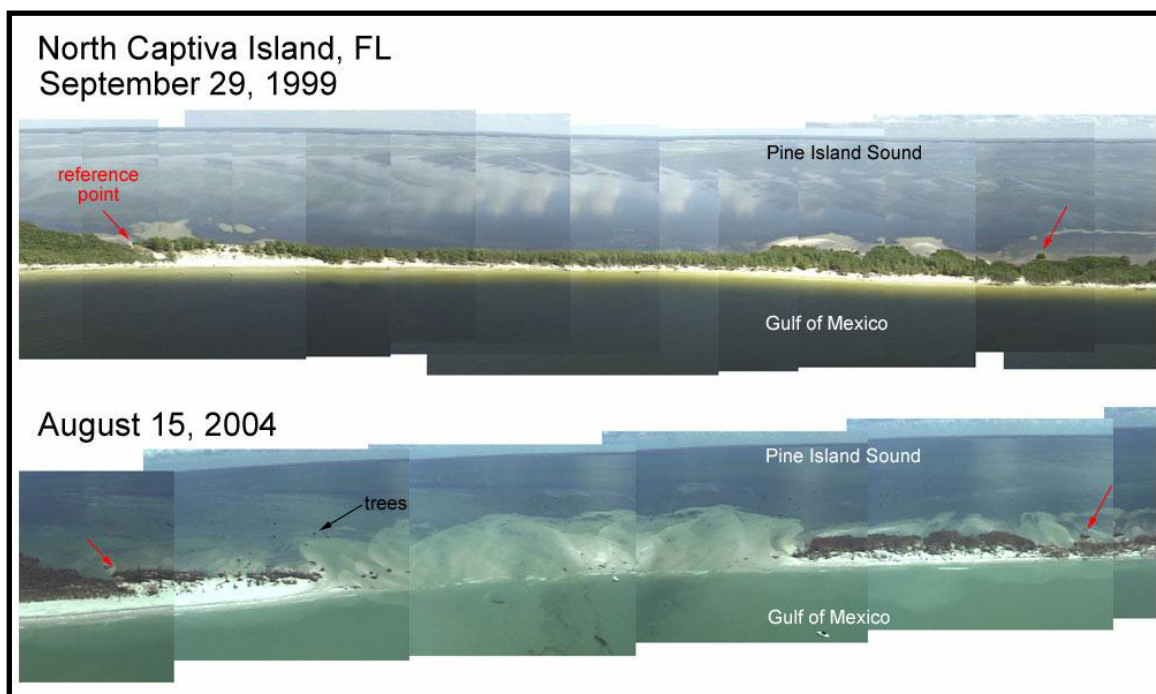 North Captiva Island, FL
September 29, 1999
Pine Island Sound
reference
point
Gulf of Mexico
August 15, 2004
Pine Island Sound
trees
Gulf of Mexico